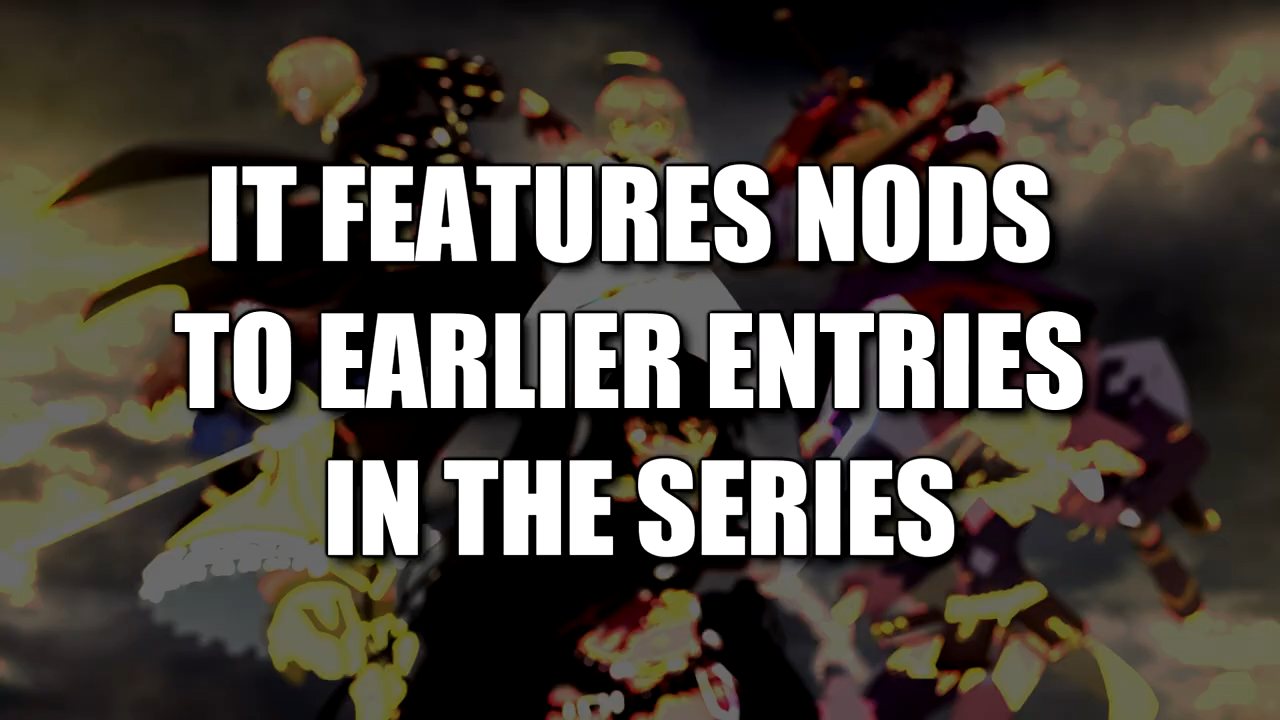 IT FEATURES NODS
TO EARLIER ENTRIES
IN THE SERIES